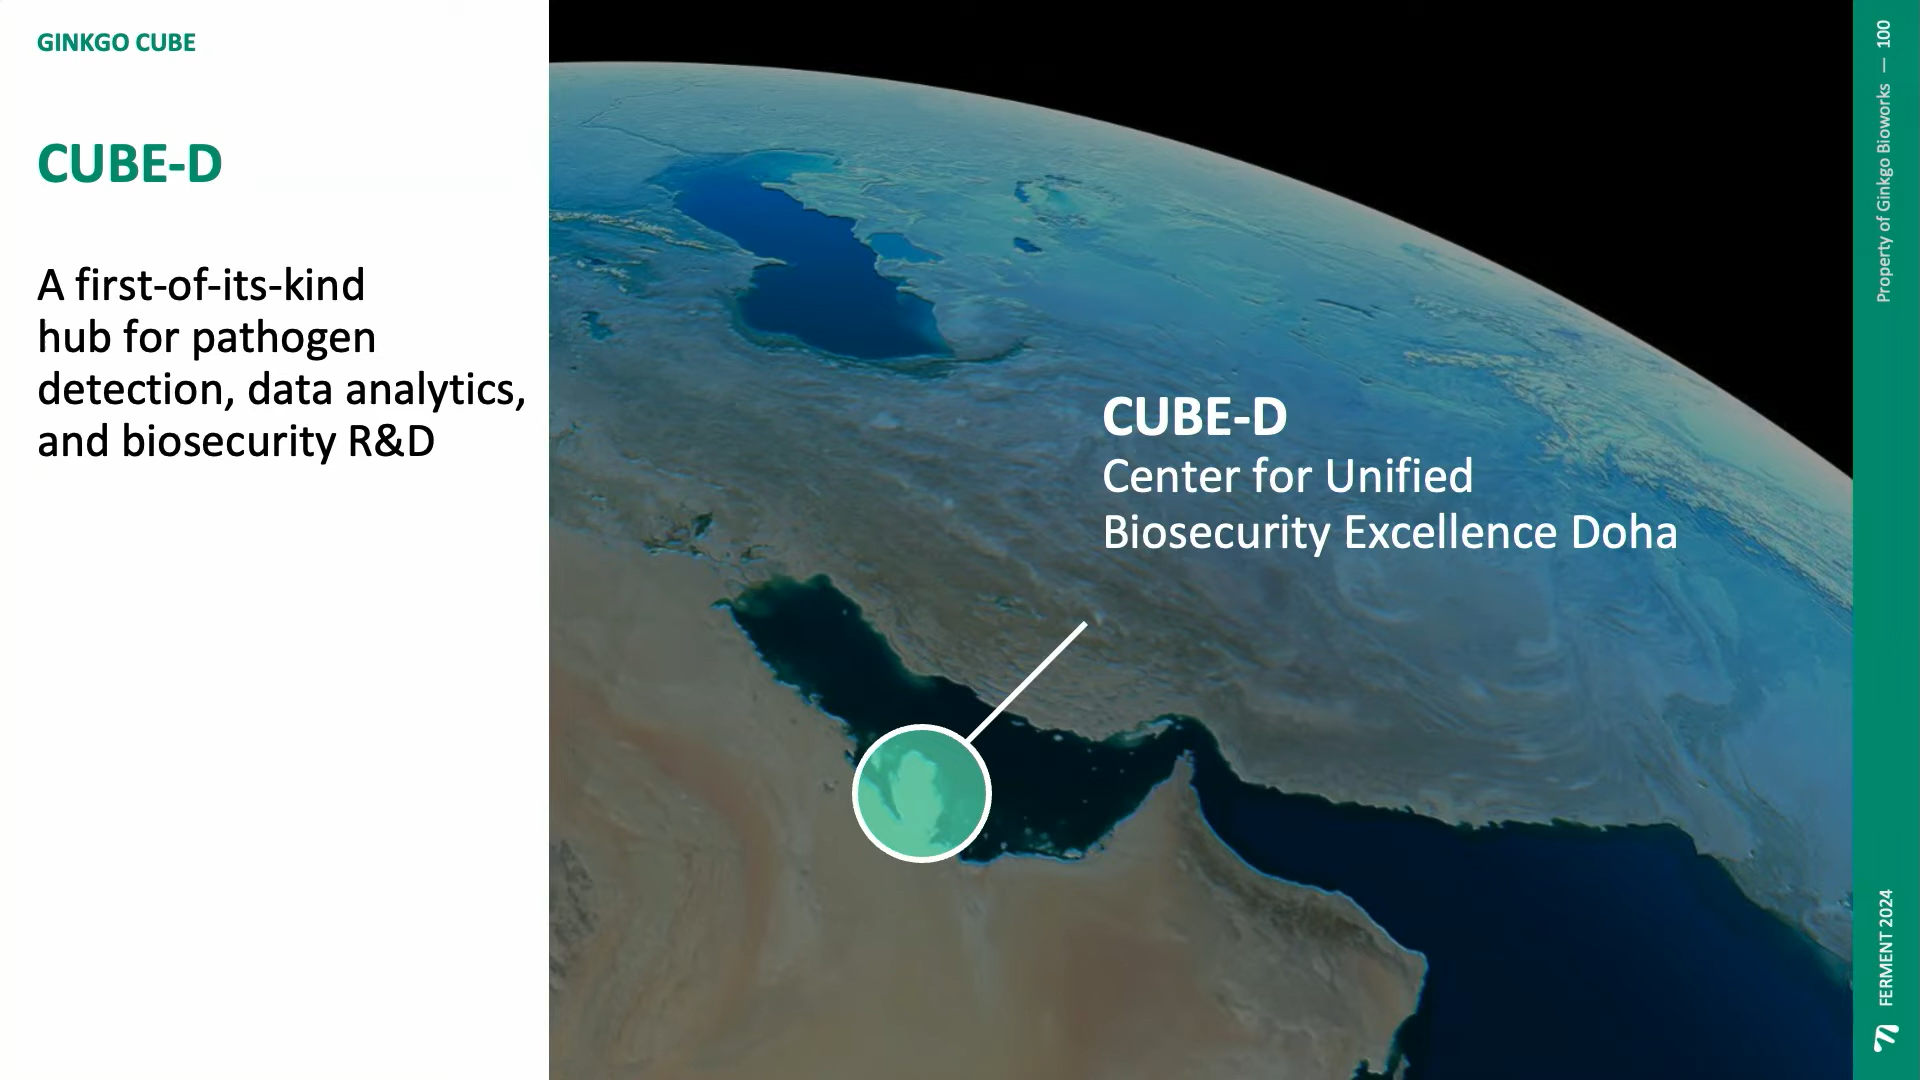 GINKGO CUBE
CUBE-D
A first-of-its-kind
hub for pathogen
detection, data analytics,
and biosecurity R&D
CUBE-D
Center for Unified
Biosecurity Excellence Doha
Property of Ginkgo Bioworks — 100
FERMENT 2024